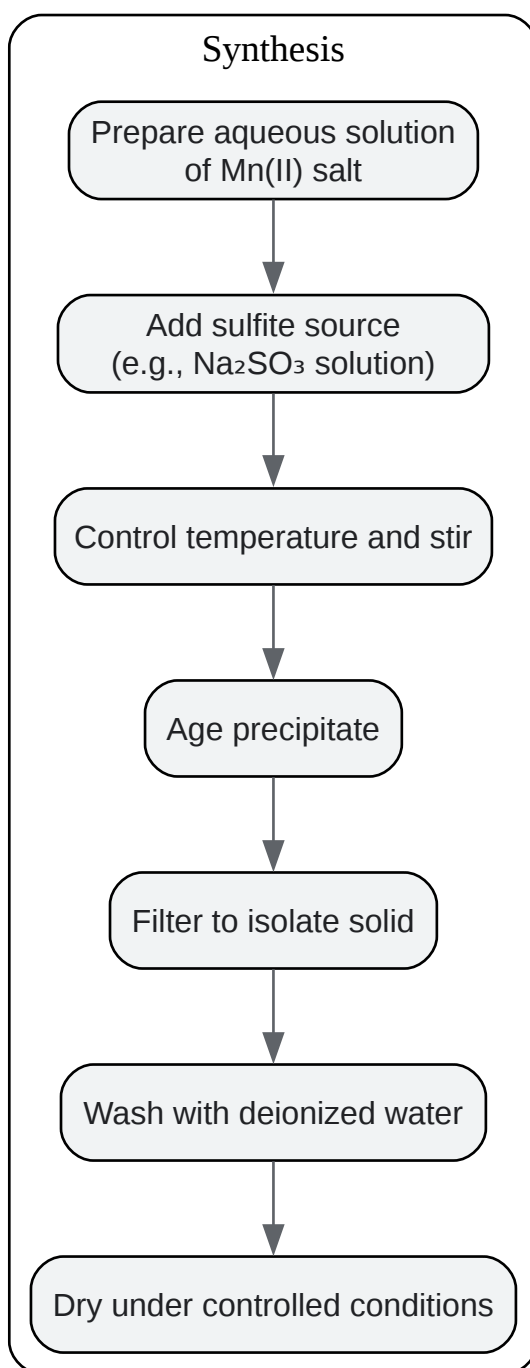 Synthesis
Prepare aqueous solution
of Mn(II) salt
Add sulfite source
(e.g., Na₂SO₃ solution)
Control temperature and stir
Age precipitate
Filter to isolate solid
Wash with deionized water
Dry under controlled conditions